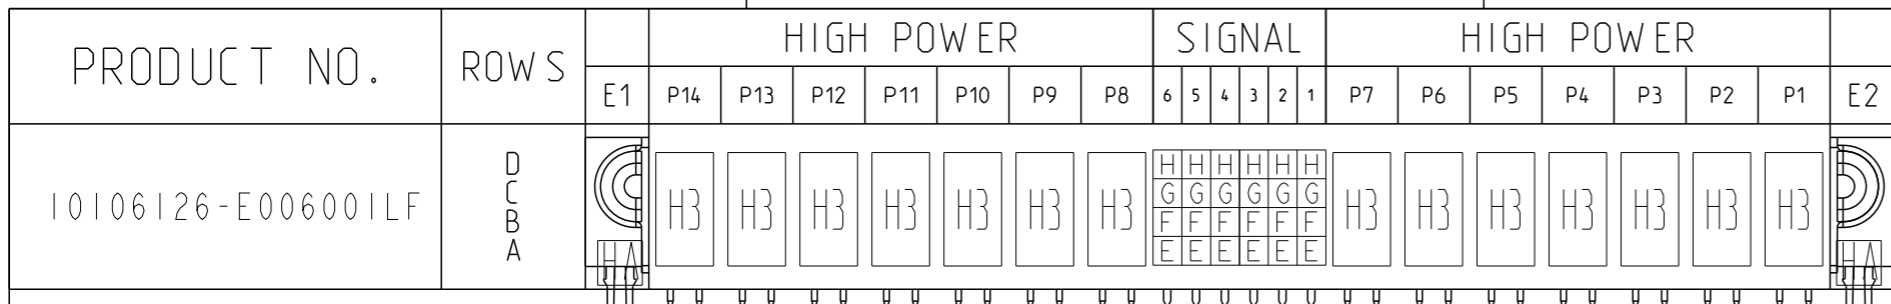 PRODUCT NO. ROWS HIGH POWER SIGNAL HIGH POWER
E1 P14 P13 P12 P11 P10 P9 P8 6 5 4 3 2 1 P7 P6 P5 P4 P3 P2 P1 E2
10106126-E006001LF D C B A H3 H3 H3 H3 H3 H3 H3 H H H H H H H3 H3 H3 H3 H3 H3 H3
G G G G G G
F F F F F F
E E E E E E
HA HA